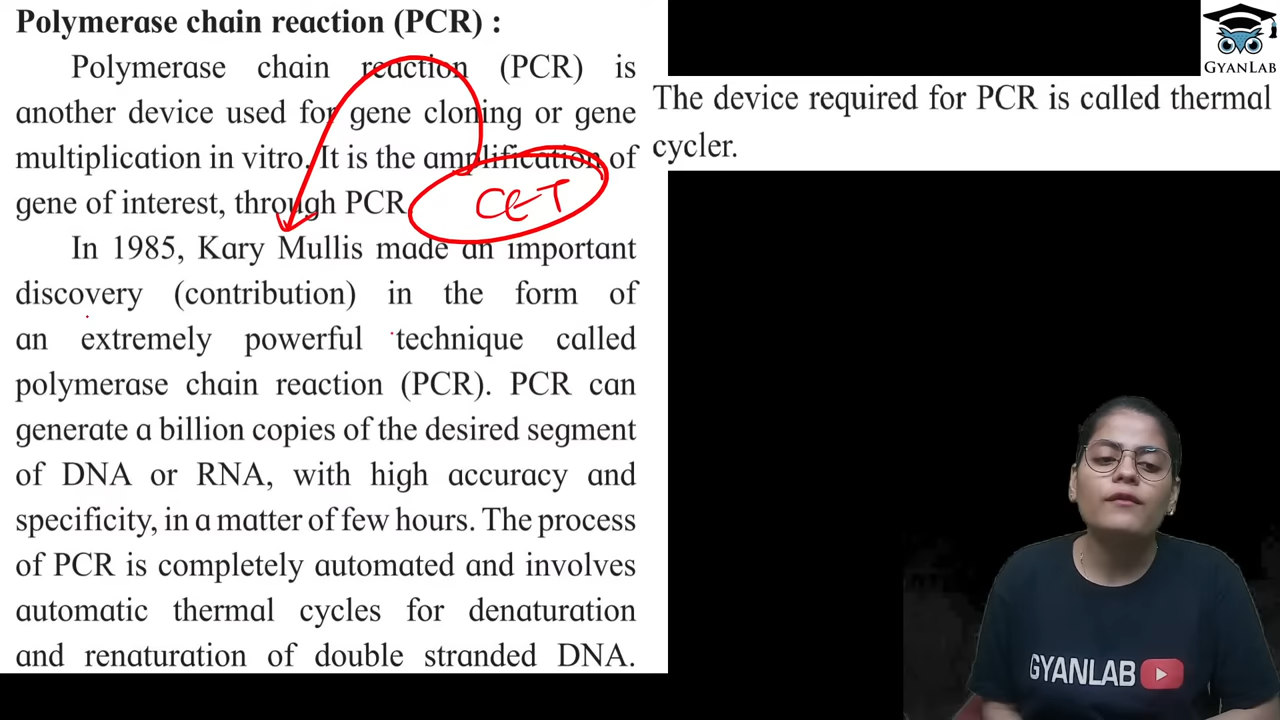 Polymerase chain reaction (PCR) :
Polymerase chain reaction (PCR) is
another device used for gene cloning or gene
multiplication in vitro. It is the amplification of
gene of interest, through PCR
CET
In 1985, Kary Mullis made an important
discovery (contribution) in the form of
an extremely powerful technique called
polymerase chain reaction (PCR). PCR can
generate a billion copies of the desired segment
of DNA or RNA, with high accuracy and
specificity, in a matter of few hours. The process
of PCR is completely automated and involves
automatic thermal cycles for denaturation
and renaturation of double stranded DNA.
GYANLAB
The device required for PCR is called thermal
cycler.
GYANLAB